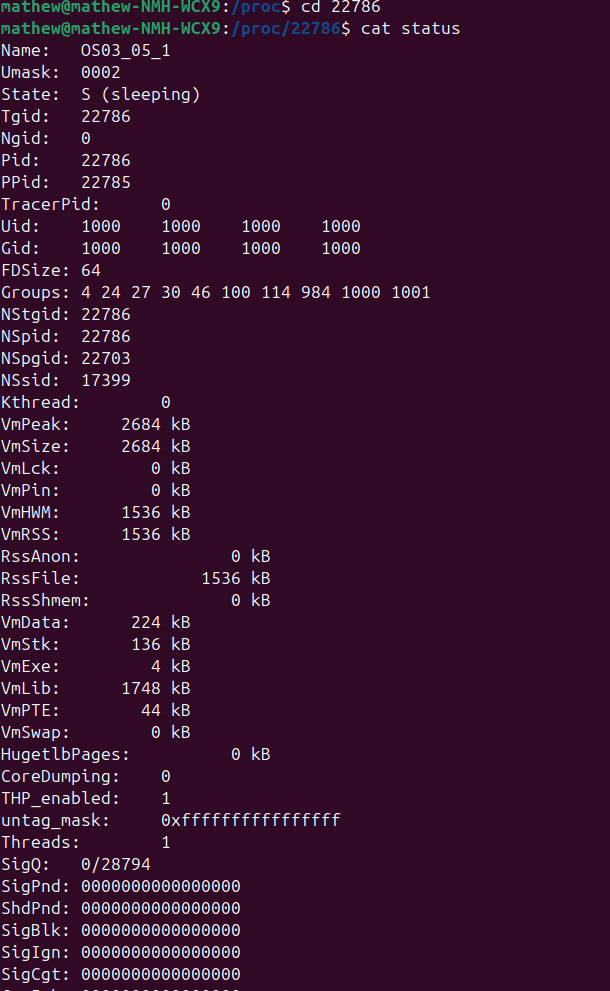 mathew@mathew-NMH-WCX9:/proc$ cd 22786
mathew@mathew-NMH-WCX9:/proc/22786$ cat status
Name:	OS03_05_1
Umask:	0002
State:	S (sleeping)
Tgid:	22786
Ngid:	0
Pid:	22786
PPid:	22785
TracerPid:	0
Uid:	1000	1000	1000	1000
Gid:	1000	1000	1000	1000
FDSize:	64
Groups:	4 24 27 30 46 100 114 984 1000 1001
NStgid:	22786
NSpid:	22786
NSpgid:	22703
NSsid:	17399
Kthread:	0
VmPeak:	    2684 kB
VmSize:	    2684 kB
VmLck:	       0 kB
VmPin:	       0 kB
VmHWM:	    1536 kB
VmRSS:	    1536 kB
RssAnon:	       0 kB
RssFile:	    1536 kB
RssShmem:	       0 kB
VmData:	     224 kB
VmStk:	     136 kB
VmExe:	       4 kB
VmLib:	    1748 kB
VmPTE:	      44 kB
VmSwap:	       0 kB
HugetlbPages:	       0 kB
CoreDumping:	0
THP_enabled:	1
untag_mask:	0xffffffffffffffff
Threads:	1
SigQ:	0/28794
SigPnd:	0000000000000000
ShdPnd:	0000000000000000
SigBlk:	0000000000000000
SigIgn:	0000000000000000
SigCgt:	0000000000000000